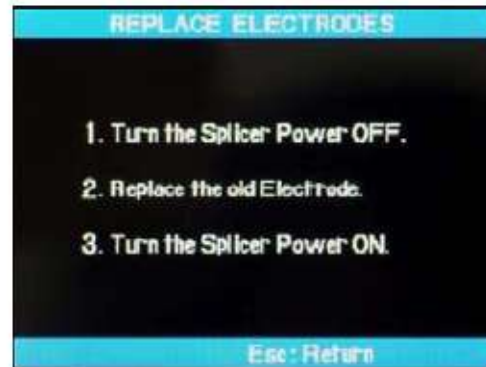 REPLACE ELECTRODES
1. Turn the Splicer Power OFF.
2. Replace the old Electrode.
3. Turn the Splicer Power ON.
Esc: Return